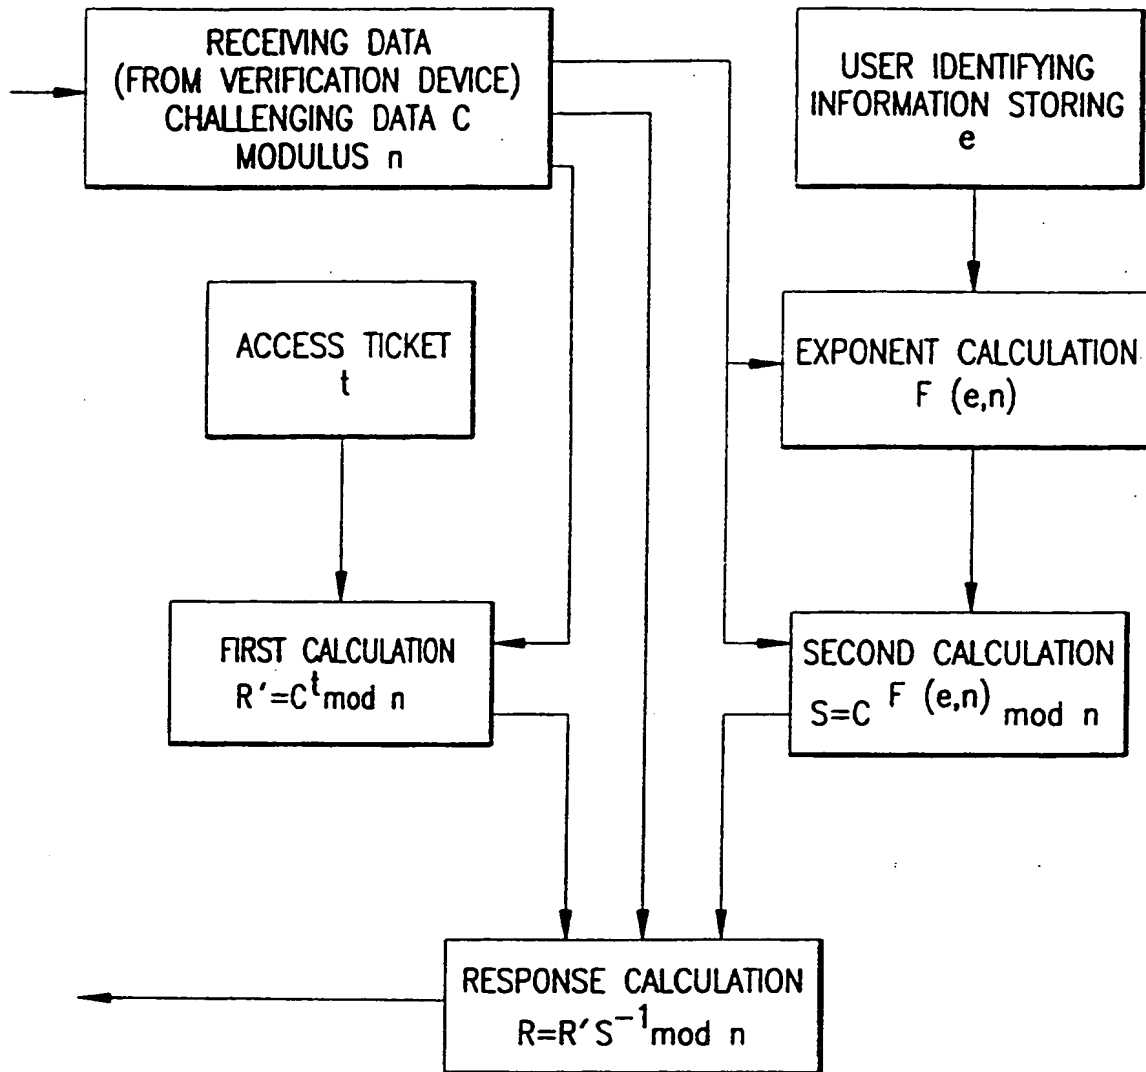 RECEIVING DATA
(FROM VERIFICATION DEVICE)
CHALLENGING DATA C
MODULUS n
USER IDENTIFYING
INFORMATION STORING
e
ACCESS TICKET
t
EXPONENT CALCULATION
F (e,n)
FIRST CALCULATION
R'=C^t mod n
SECOND CALCULATION
S=C^F (e,n) mod n
RESPONSE CALCULATION
R=R'S^-1 mod n